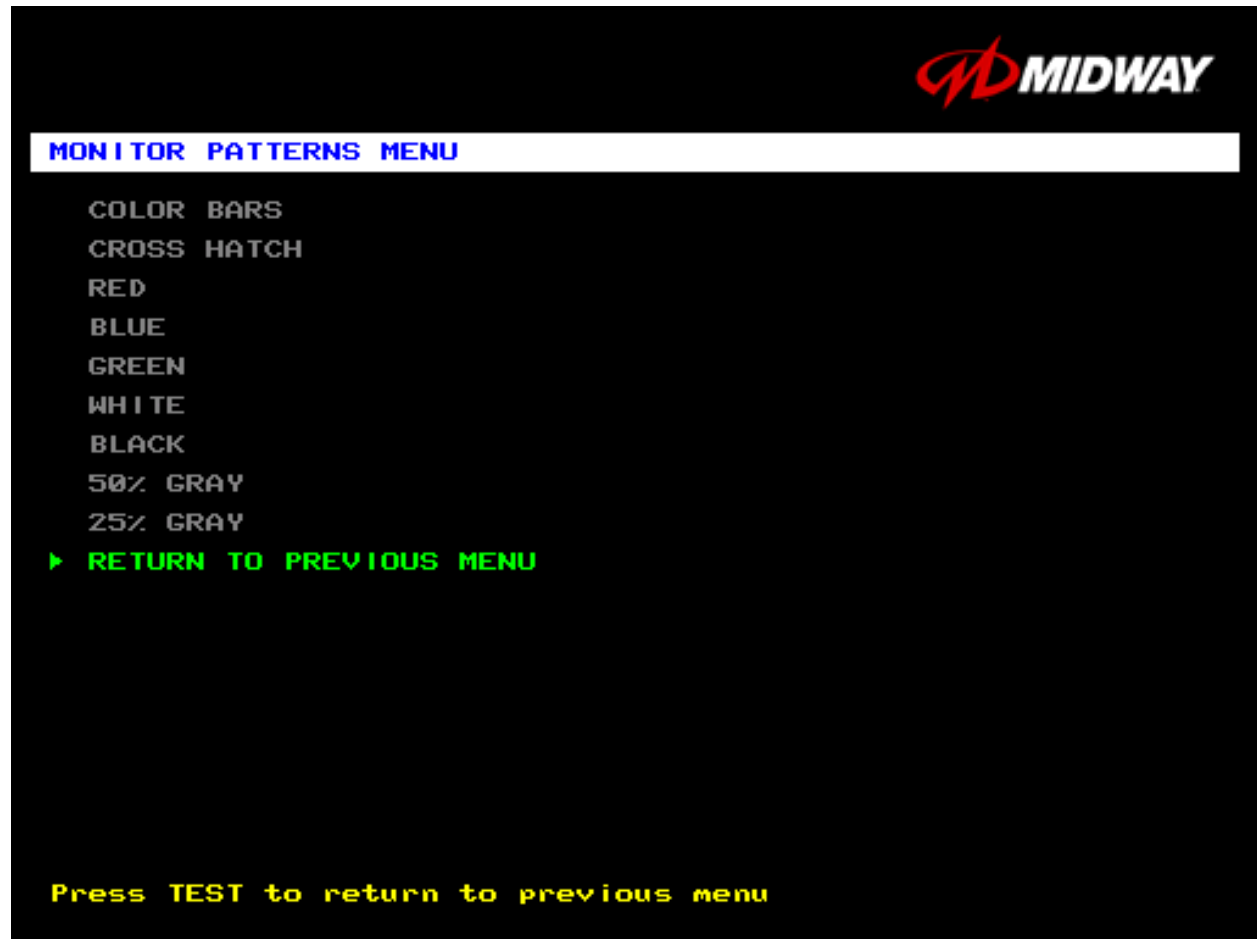 MIDWAY
MONITOR PATTERNS MENU
COLOR BARS
CROSS HATCH
RED
BLUE
GREEN
WHITE
BLACK
50% GRAY
25% GRAY
RETURN TO PREVIOUS MENU
Press TEST to return to previous menu